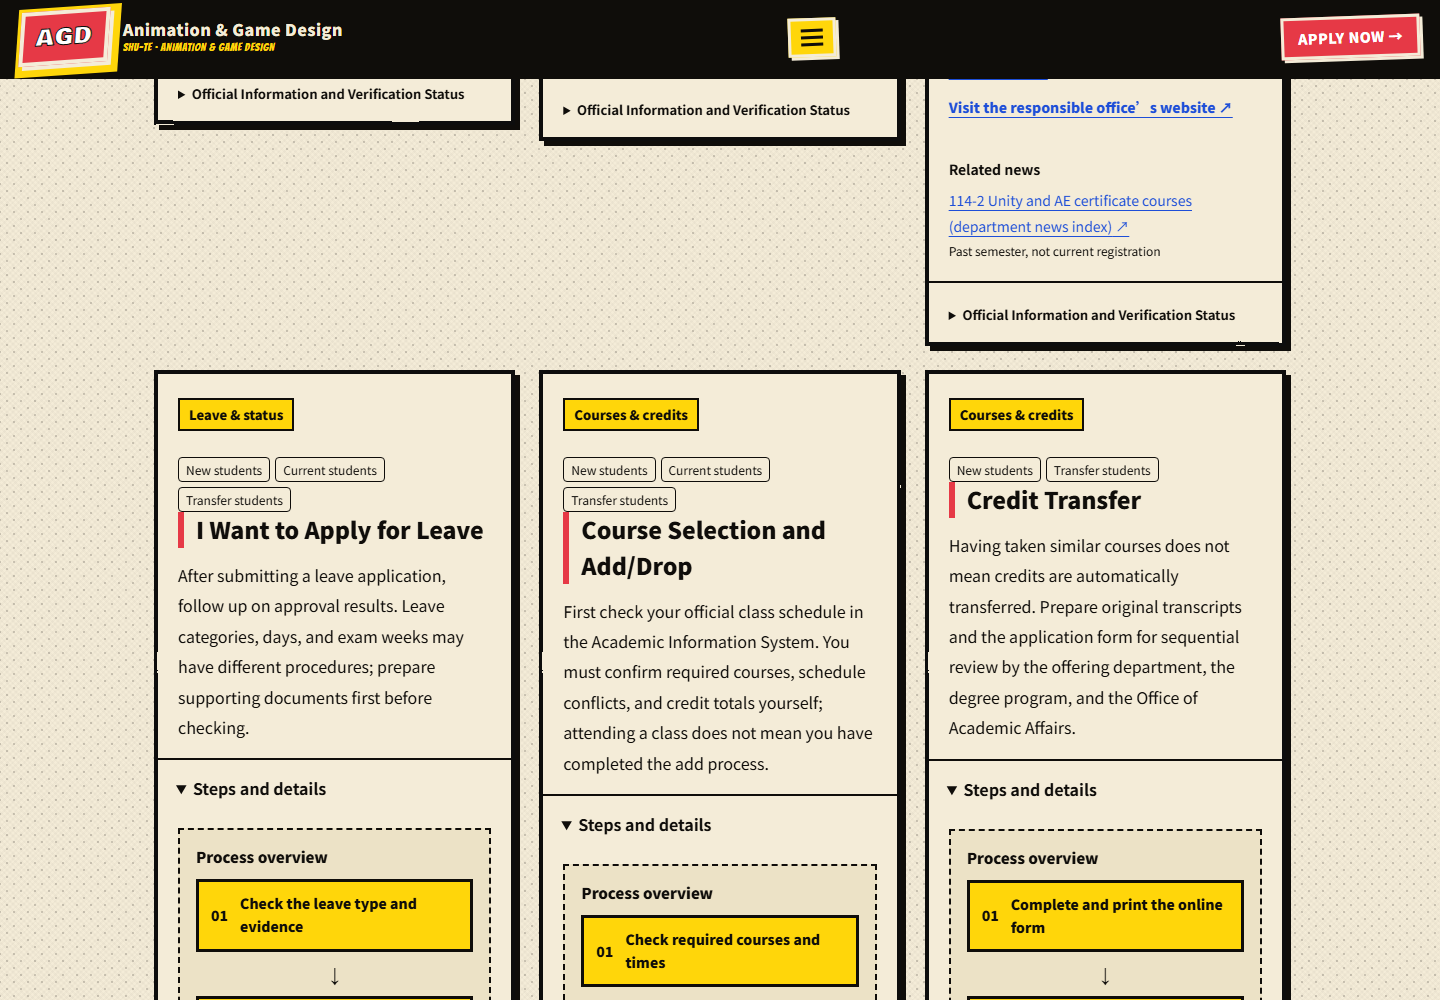 AGD
Animation & Game Design
SHU-TE · ANIMATION & GAME DESIGN
APPLY NOW →
▶ Official Information and Verification Status
▶ Official Information and Verification Status
Visit the responsible office’s website ↗
Related news
114-2 Unity and AE certificate courses
(department news index) ↗
Past semester, not current registration
▶ Official Information and Verification Status
Leave & status
New students
Current students
Transfer students
I Want to Apply for Leave
After submitting a leave application,
follow up on approval results. Leave
categories, days, and exam weeks may
have different procedures; prepare
supporting documents first before
checking.
▼ Steps and details
Process overview
01 Check the leave type and
evidence
↓
Courses & credits
New students
Current students
Transfer students
Course Selection and
Add/Drop
First check your official class schedule in
the Academic Information System. You
must confirm required courses, schedule
conflicts, and credit totals yourself;
attending a class does not mean you have
completed the add process.
▼ Steps and details
Process overview
01 Check required courses and
times
Courses & credits
New students
Transfer students
Credit Transfer
Having taken similar courses does not
mean credits are automatically
transferred. Prepare original transcripts
and the application form for sequential
review by the offering department, the
degree program, and the Office of
Academic Affairs.
▼ Steps and details
Process overview
01 Complete and print the online
form
↓